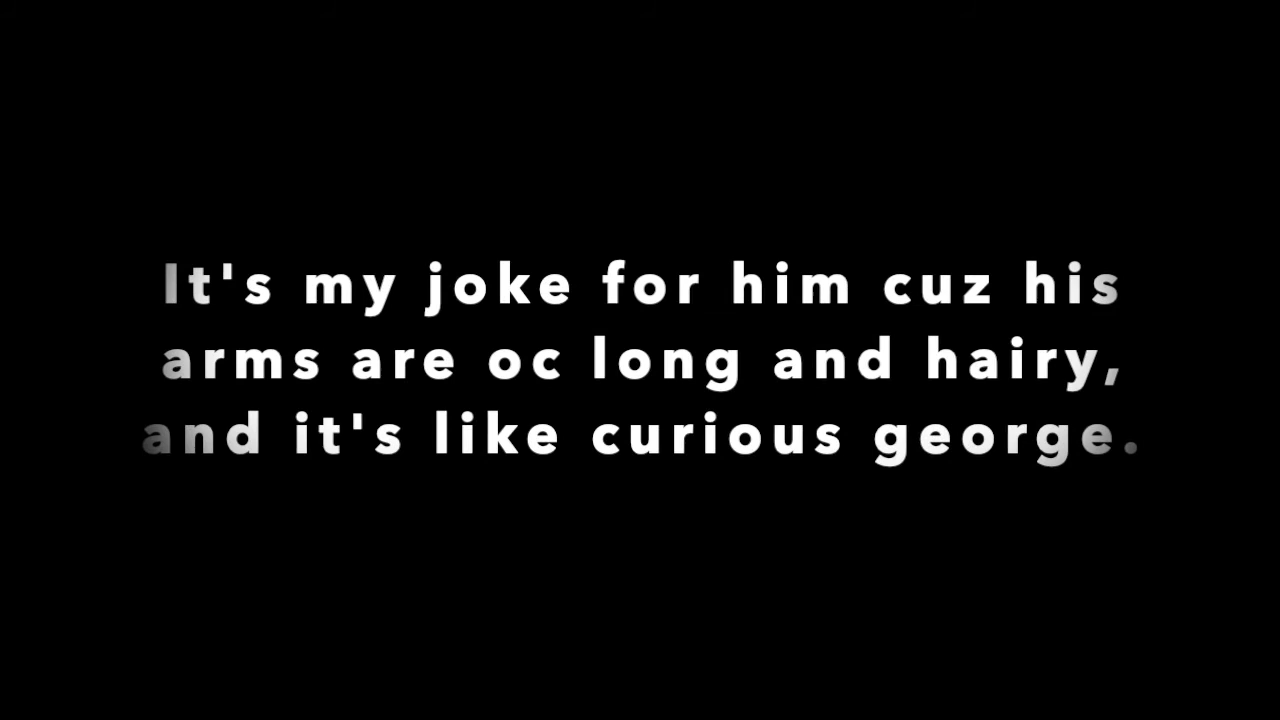 It's my joke for him cuz his
arms are oc long and hairy,
and it's like curious george.